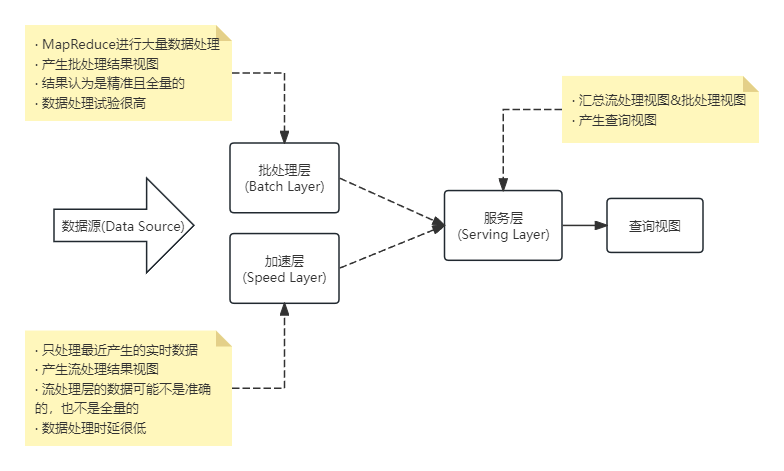 · MapReduce进行大量数据处理
· 产生批处理结果视图
· 结果认为是精准且全量的
· 数据处理试验很高
· 汇总流处理视图&批处理视图
· 产生查询视图
批处理层
(Batch Layer)
数据源(Data Source)
服务层
(Serving Layer)
查询视图
加速层
(Speed Layer)
· 只处理最近产生的实时数据
· 产生流处理结果视图
· 流处理层的数据可能不是准确
的，也不是全量的
· 数据处理时延很低